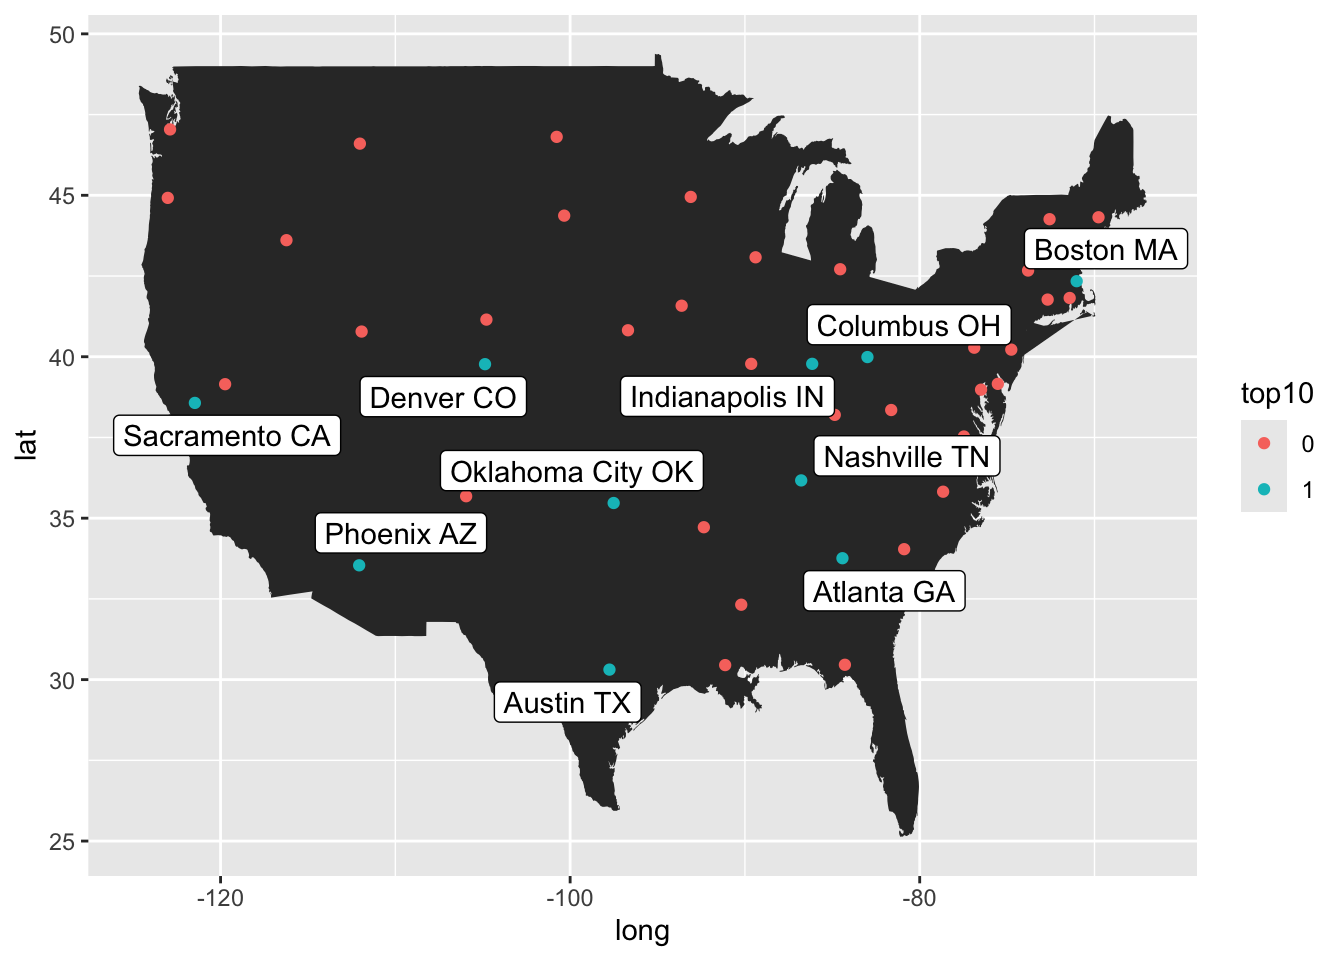 50
45
40
35
30
25
lat
Boston MA
Columbus OH
Denver CO
Indianapolis IN
Sacramento CA
Nashville TN
Oklahoma City OK
Phoenix AZ
Atlanta GA
Austin TX
-120
-100
-80
long
top10
0
1